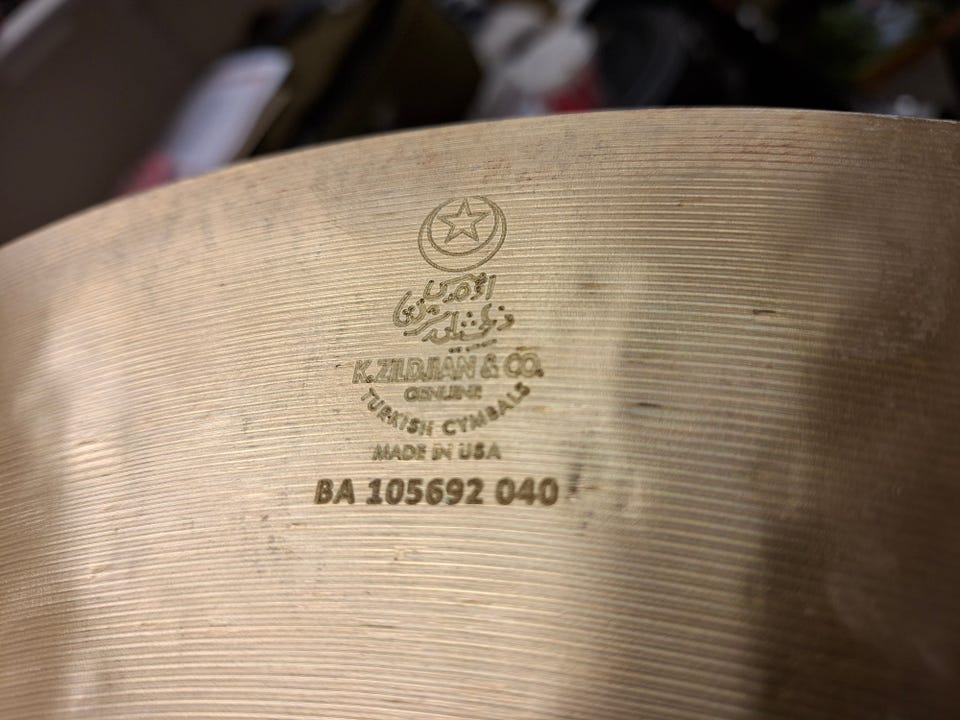 K. ZILDJIAN & CO.
GENUINE
TURKISH CYMBALS
MADE IN USA
BA 105692 040